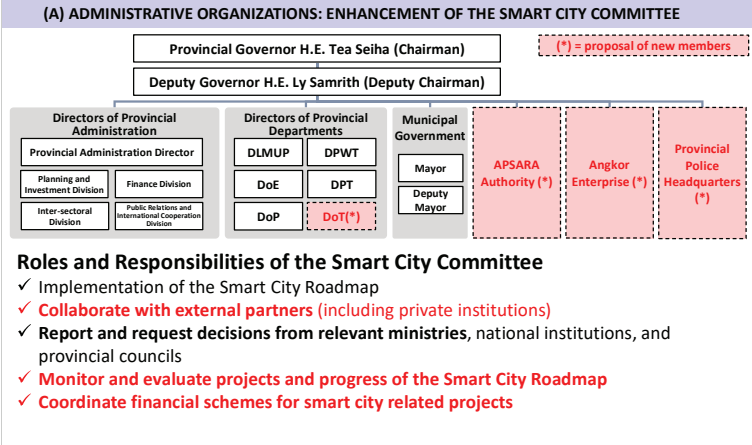 (A) ADMINISTRATIVE ORGANIZATIONS: ENHANCEMENT OF THE SMART CITY COMMITTEE
Provincial Governor H.E. Tea Seiha (Chairman)
(*) = proposal of new members
Deputy Governor H.E. Ly Samrith (Deputy Chairman)
Directors of Provincial
Administration
Provincial Administration Director
Planning and
Investment Division
Finance Division
Inter-sectoral
Division
Public Relations and
International Cooperation
Division
Directors of Provincial
Departments
DLMUP
DPWT
DoE
DPT
DoP
DoT(*)
Municipal
Government
Mayor
Deputy
Mayor
APSARA
Authority (*)
Angkor
Enterprise (*)
Provincial
Police
Headquarters
(*)
Roles and Responsibilities of the Smart City Committee
✓ Implementation of the Smart City Roadmap
✓ Collaborate with external partners (including private institutions)
✓ Report and request decisions from relevant ministries, national institutions, and
provincial councils
✓ Monitor and evaluate projects and progress of the Smart City Roadmap
✓ Coordinate financial schemes for smart city related projects